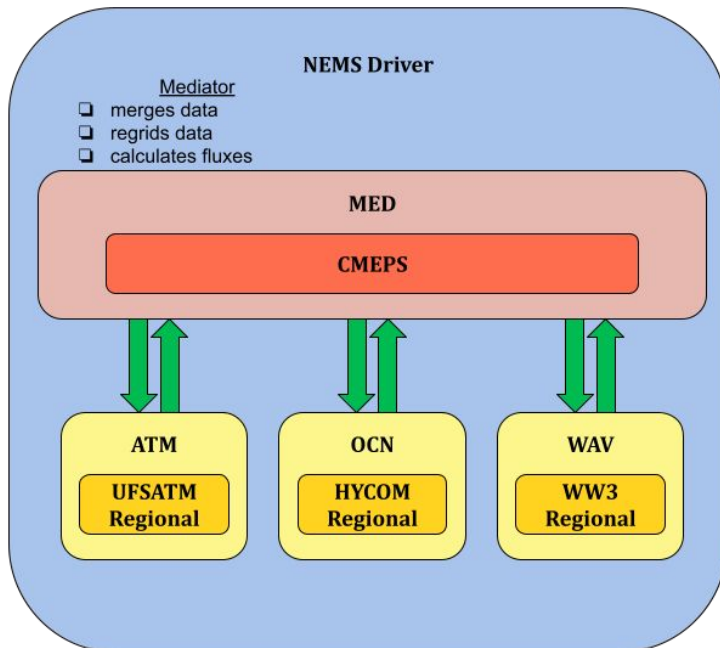 NEMS Driver
Mediator
❏ merges data
❏ regrids data
❏ calculates fluxes
MED
CMEPS
ATM
UFSATM
Regional
OCN
HYCOM
Regional
WAV
WW3
Regional